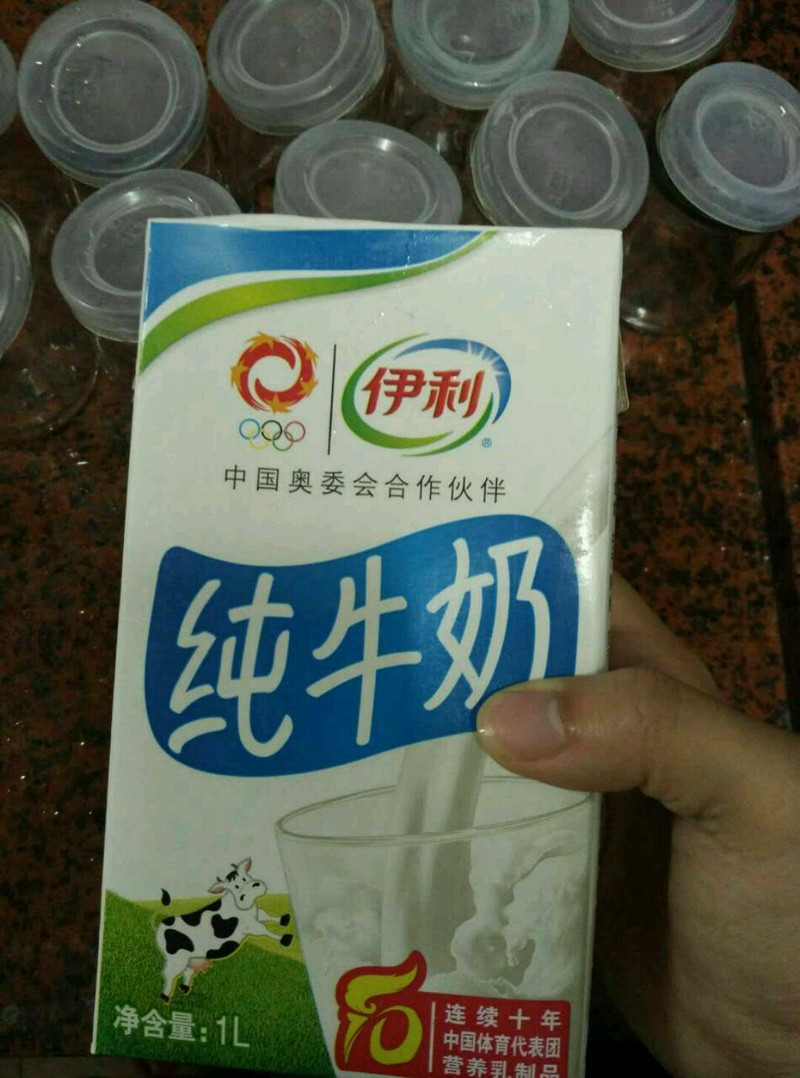 伊利
®
中国奥委会合作伙伴
纯牛奶
净含量:1L
10
连续十年
中国体育代表团
营养乳制品